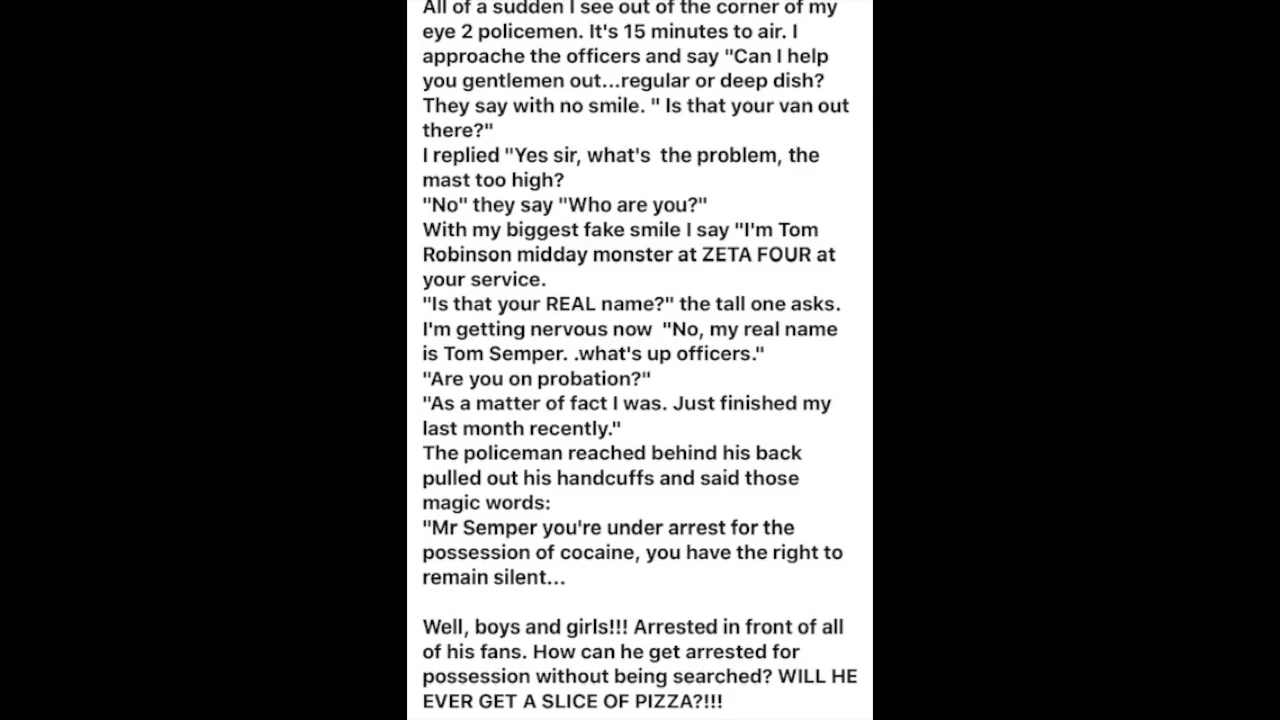 All of a sudden I see out of the corner of my
eye 2 policemen. It's 15 minutes to air. I
approache the officers and say "Can I help
you gentlemen out...regular or deep dish?
They say with no smile. " Is that your van out
there?"
I replied "Yes sir, what's  the problem, the
mast too high?
"No" they say "Who are you?"
With my biggest fake smile I say "I'm Tom
Robinson midday monster at ZETA FOUR at
your service.
"Is that your REAL name?" the tall one asks.
I'm getting nervous now  "No, my real name
is Tom Semper. .what's up officers."
"Are you on probation?"
"As a matter of fact I was. Just finished my
last month recently."
The policeman reached behind his back
pulled out his handcuffs and said those
magic words:
"Mr Semper you're under arrest for the
possession of cocaine, you have the right to
remain silent...
Well, boys and girls!!! Arrested in front of all
of his fans. How can he get arrested for
possession without being searched? WILL HE
EVER GET A SLICE OF PIZZA?!!!